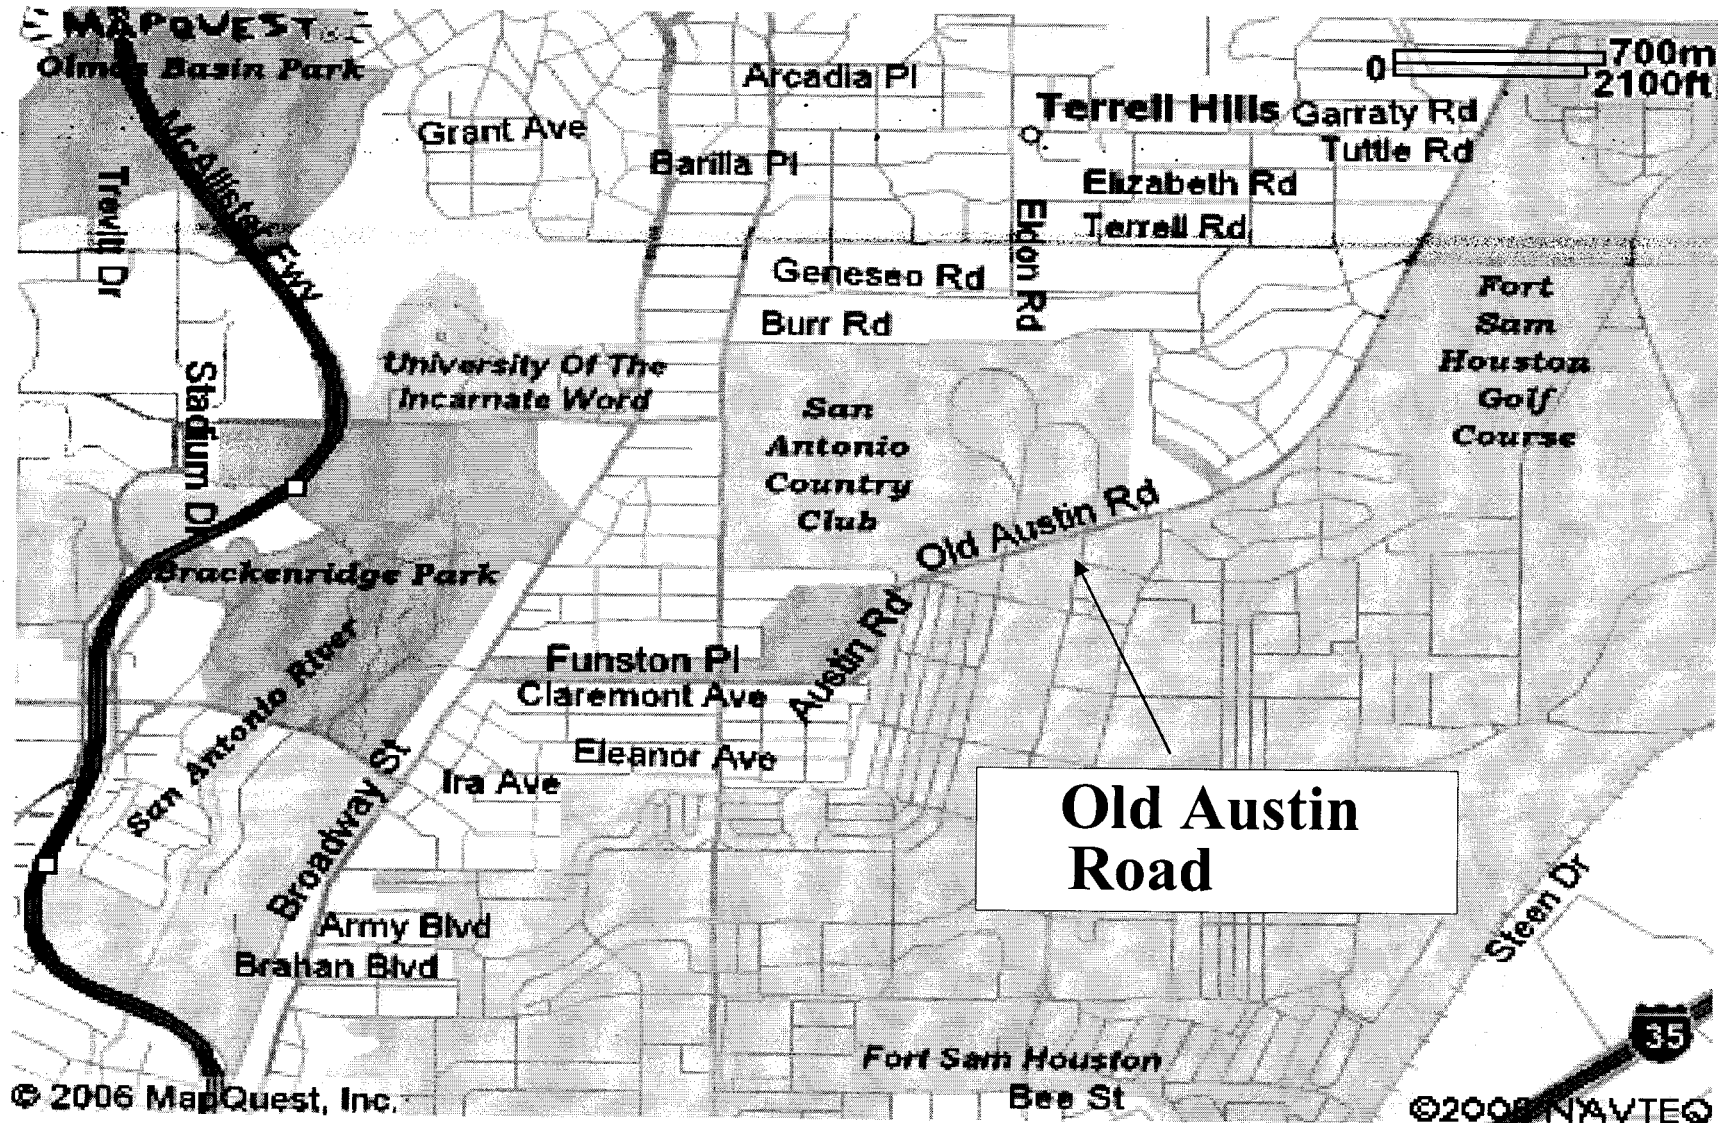 MAPQUEST
Olmos Basin Park
McAllister Fwy
Trevitt Dr
Stadium Dr
Grant Ave
Arcadia Pl
Barilla Pl
0
700m
2100ft
Terrell Hills
Garraty Rd
Tuttle Rd
Elizabeth Rd
Terrell Rd
Eldon Rd
Geneseo Rd
Burr Rd
University Of The
Incarnate Word
San
Antonio
Country
Club
Fort
Sam
Houston
Golf
Course
Old Austin Rd
Brackenridge Park
Austin Rd
San Antonio River
Funston Pl
Claremont Ave
Eleanor Ave
Ira Ave
Broadway St
Old Austin
Road
Army Blvd
Brahan Blvd
Steen Dr
35
Fort Sam Houston
Bee St
© 2006 MapQuest, Inc.
©2006 NAVTEQ